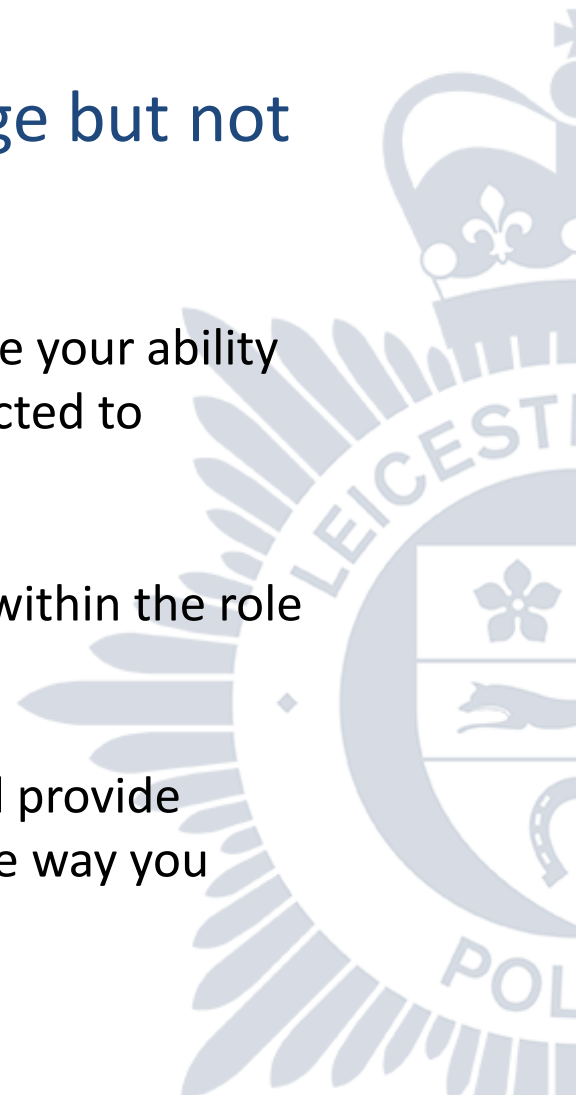 ge but not
e your ability
cted to
within the role
l provide
e way you
LEICEST
POL